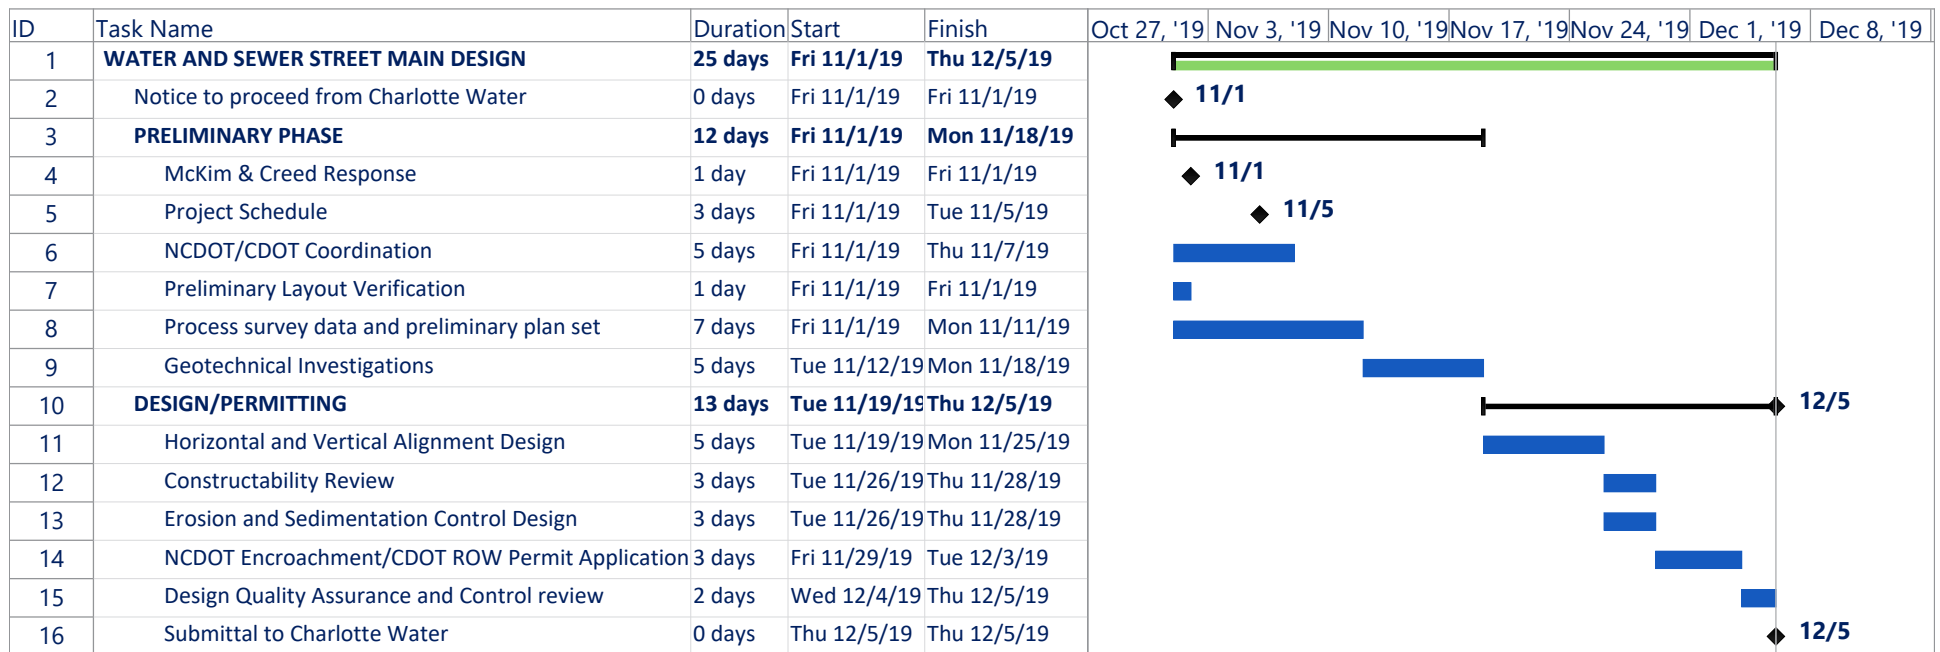 ID Task Name Duration Start Finish Oct 27, '19 Nov 3, '19 Nov 10, '19 Nov 17, '19 Nov 24, '19 Dec 1, '19 Dec 8, '19
1 WATER AND SEWER STREET MAIN DESIGN 25 days Fri 11/1/19 Thu 12/5/19
2 Notice to proceed from Charlotte Water 0 days Fri 11/1/19 Fri 11/1/19 11/1
3 PRELIMINARY PHASE 12 days Fri 11/1/19 Mon 11/18/19
4 McKim & Creed Response 1 day Fri 11/1/19 Fri 11/1/19 11/1
5 Project Schedule 3 days Fri 11/1/19 Tue 11/5/19 11/5
6 NCDOT/CDOT Coordination 5 days Fri 11/1/19 Thu 11/7/19
7 Preliminary Layout Verification 1 day Fri 11/1/19 Fri 11/1/19
8 Process survey data and preliminary plan set 7 days Fri 11/1/19 Mon 11/11/19
9 Geotechnical Investigations 5 days Tue 11/12/19 Mon 11/18/19
10 DESIGN/PERMITTING 13 days Tue 11/19/19 Thu 12/5/19 12/5
11 Horizontal and Vertical Alignment Design 5 days Tue 11/19/19 Mon 11/25/19
12 Constructability Review 3 days Tue 11/26/19 Thu 11/28/19
13 Erosion and Sedimentation Control Design 3 days Tue 11/26/19 Thu 11/28/19
14 NCDOT Encroachment/CDOT ROW Permit Application 3 days Fri 11/29/19 Tue 12/3/19
15 Design Quality Assurance and Control review 2 days Wed 12/4/19 Thu 12/5/19
16 Submittal to Charlotte Water 0 days Thu 12/5/19 Thu 12/5/19 12/5